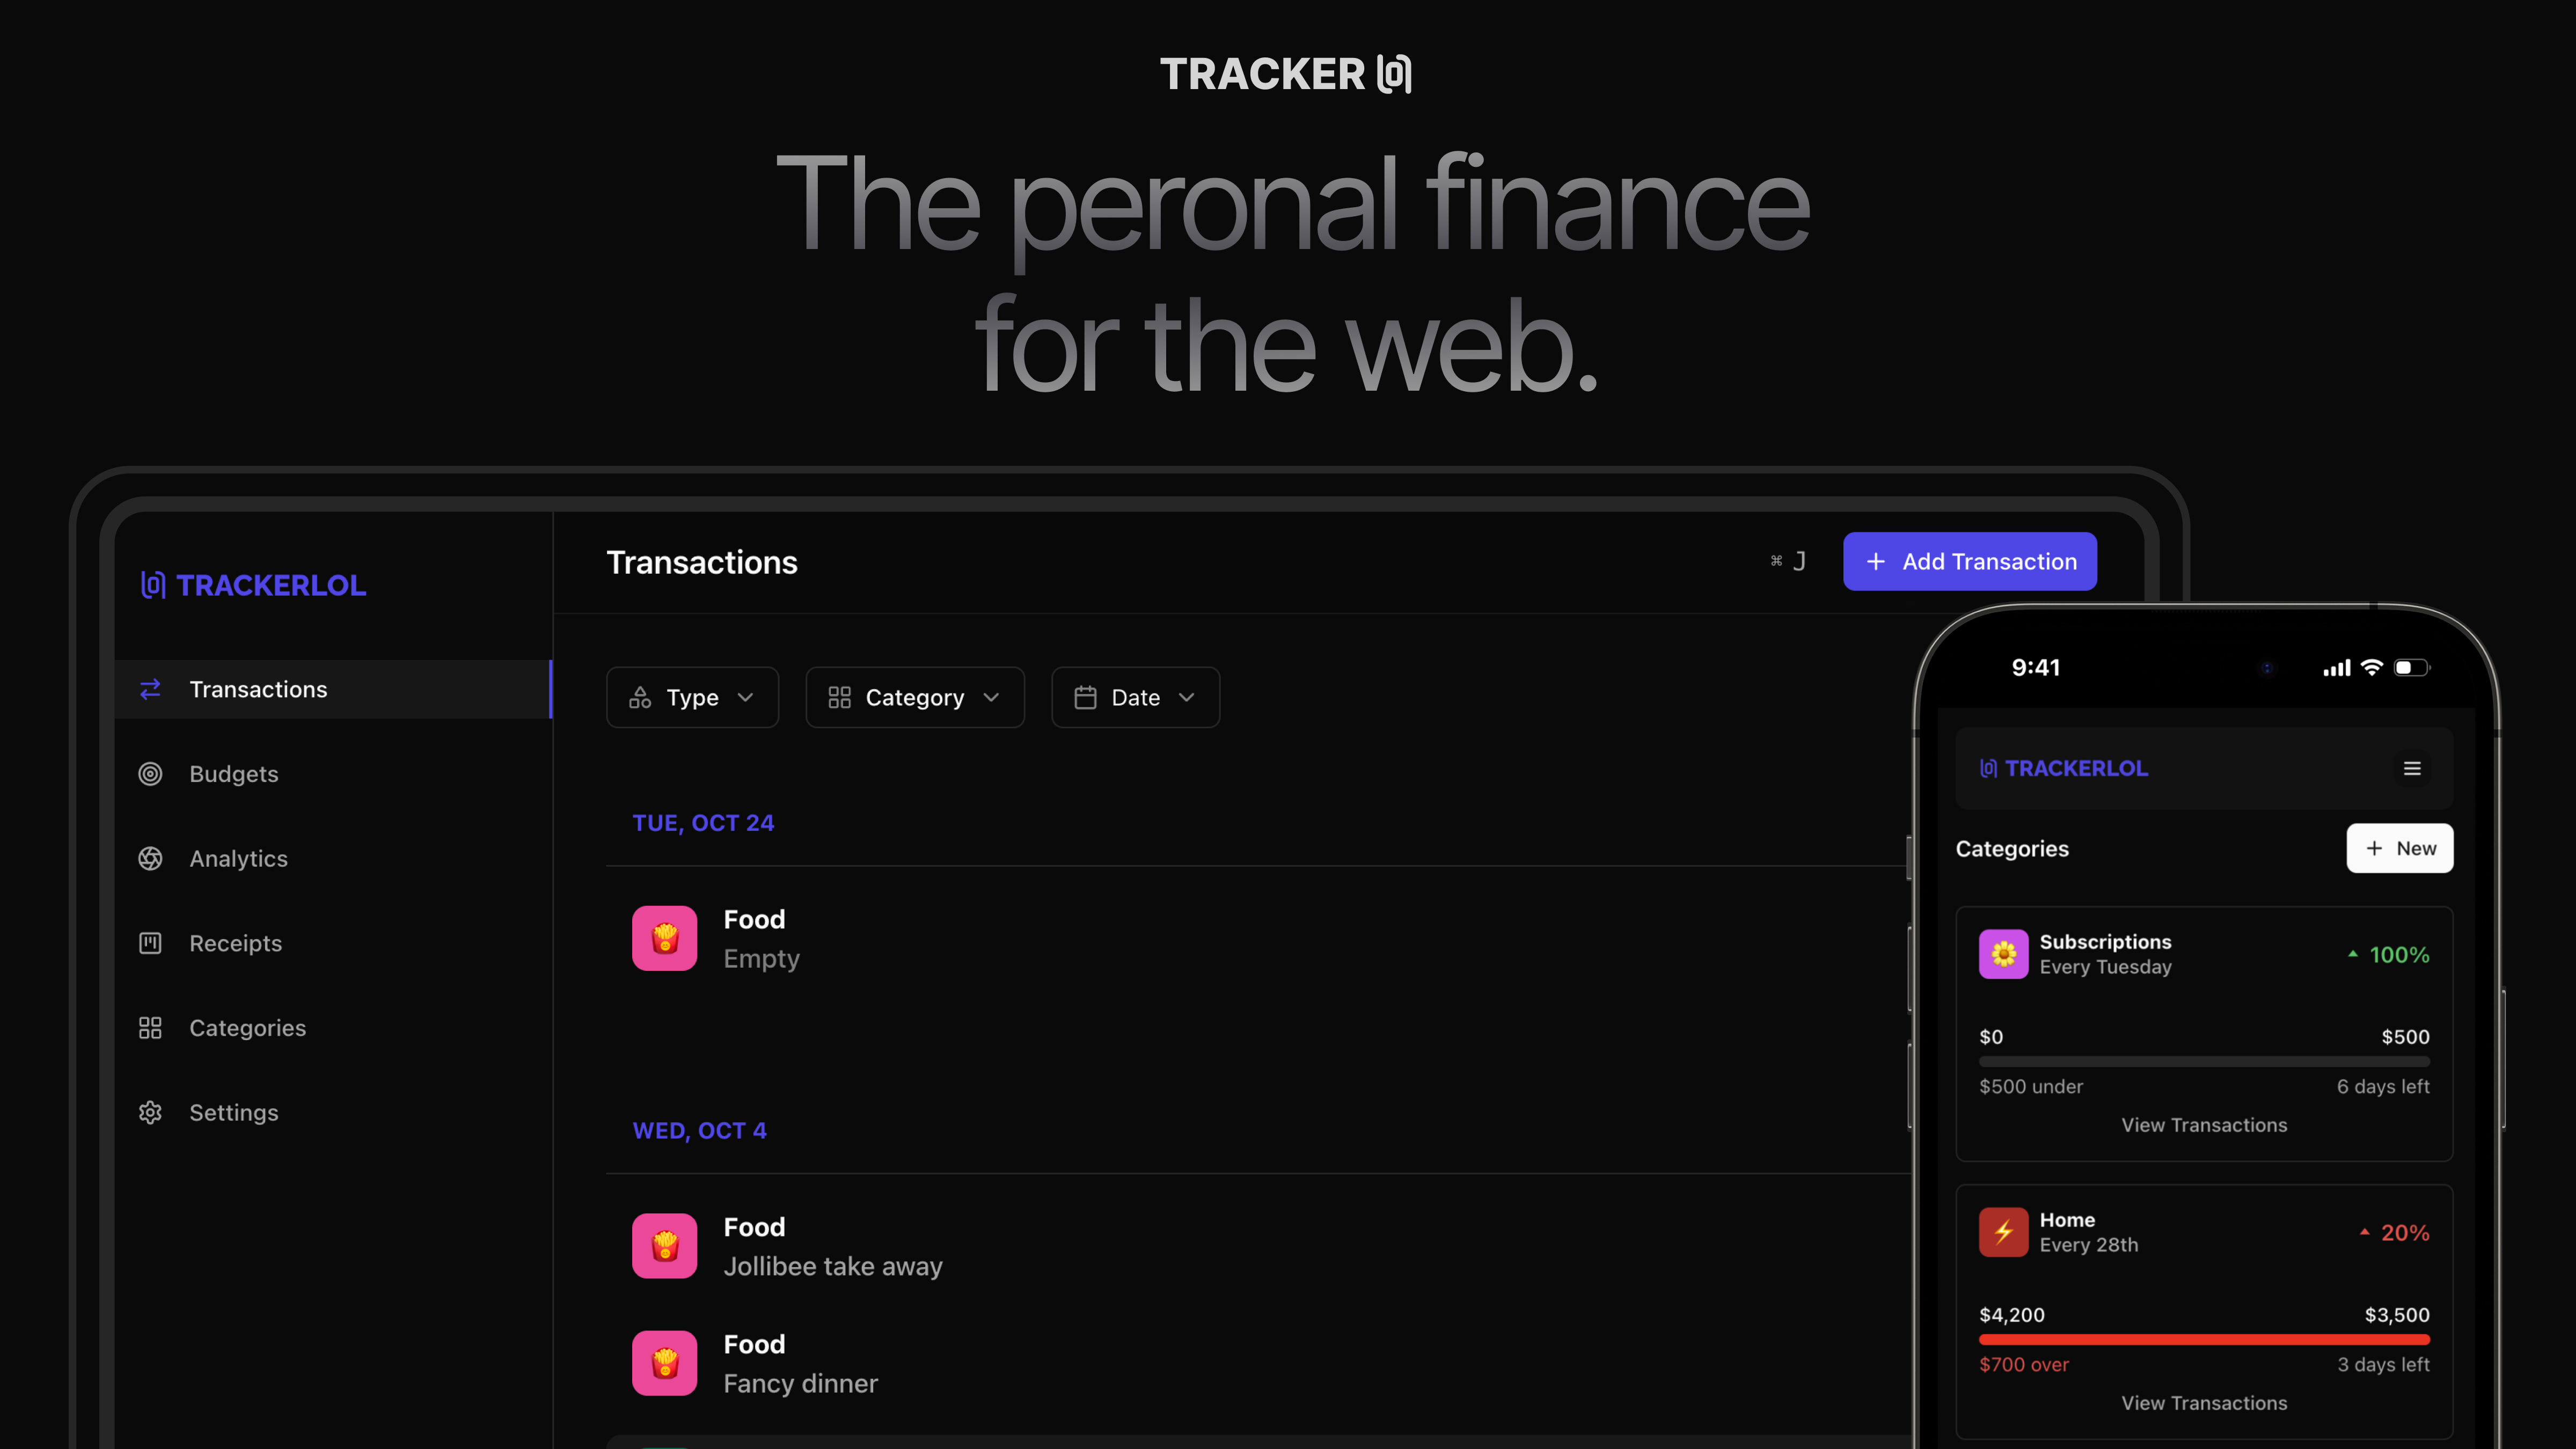 TRACKER
The peronal finance
for the web.
TRACKERLOL
Transactions
Budgets
Analytics
Receipts
Categories
Settings
Transactions
⌘ J
+ Add Transaction
Type
Category
Date
TUE, OCT 24
Food
Empty
WED, OCT 4
Food
Jollibee take away
Food
Fancy dinner
9:41
TRACKERLOL
Categories
+ New
Subscriptions
Every Tuesday
100%
$0
$500
$500 under
6 days left
View Transactions
Home
Every 28th
20%
$4,200
$3,500
$700 over
3 days left
View Transactions